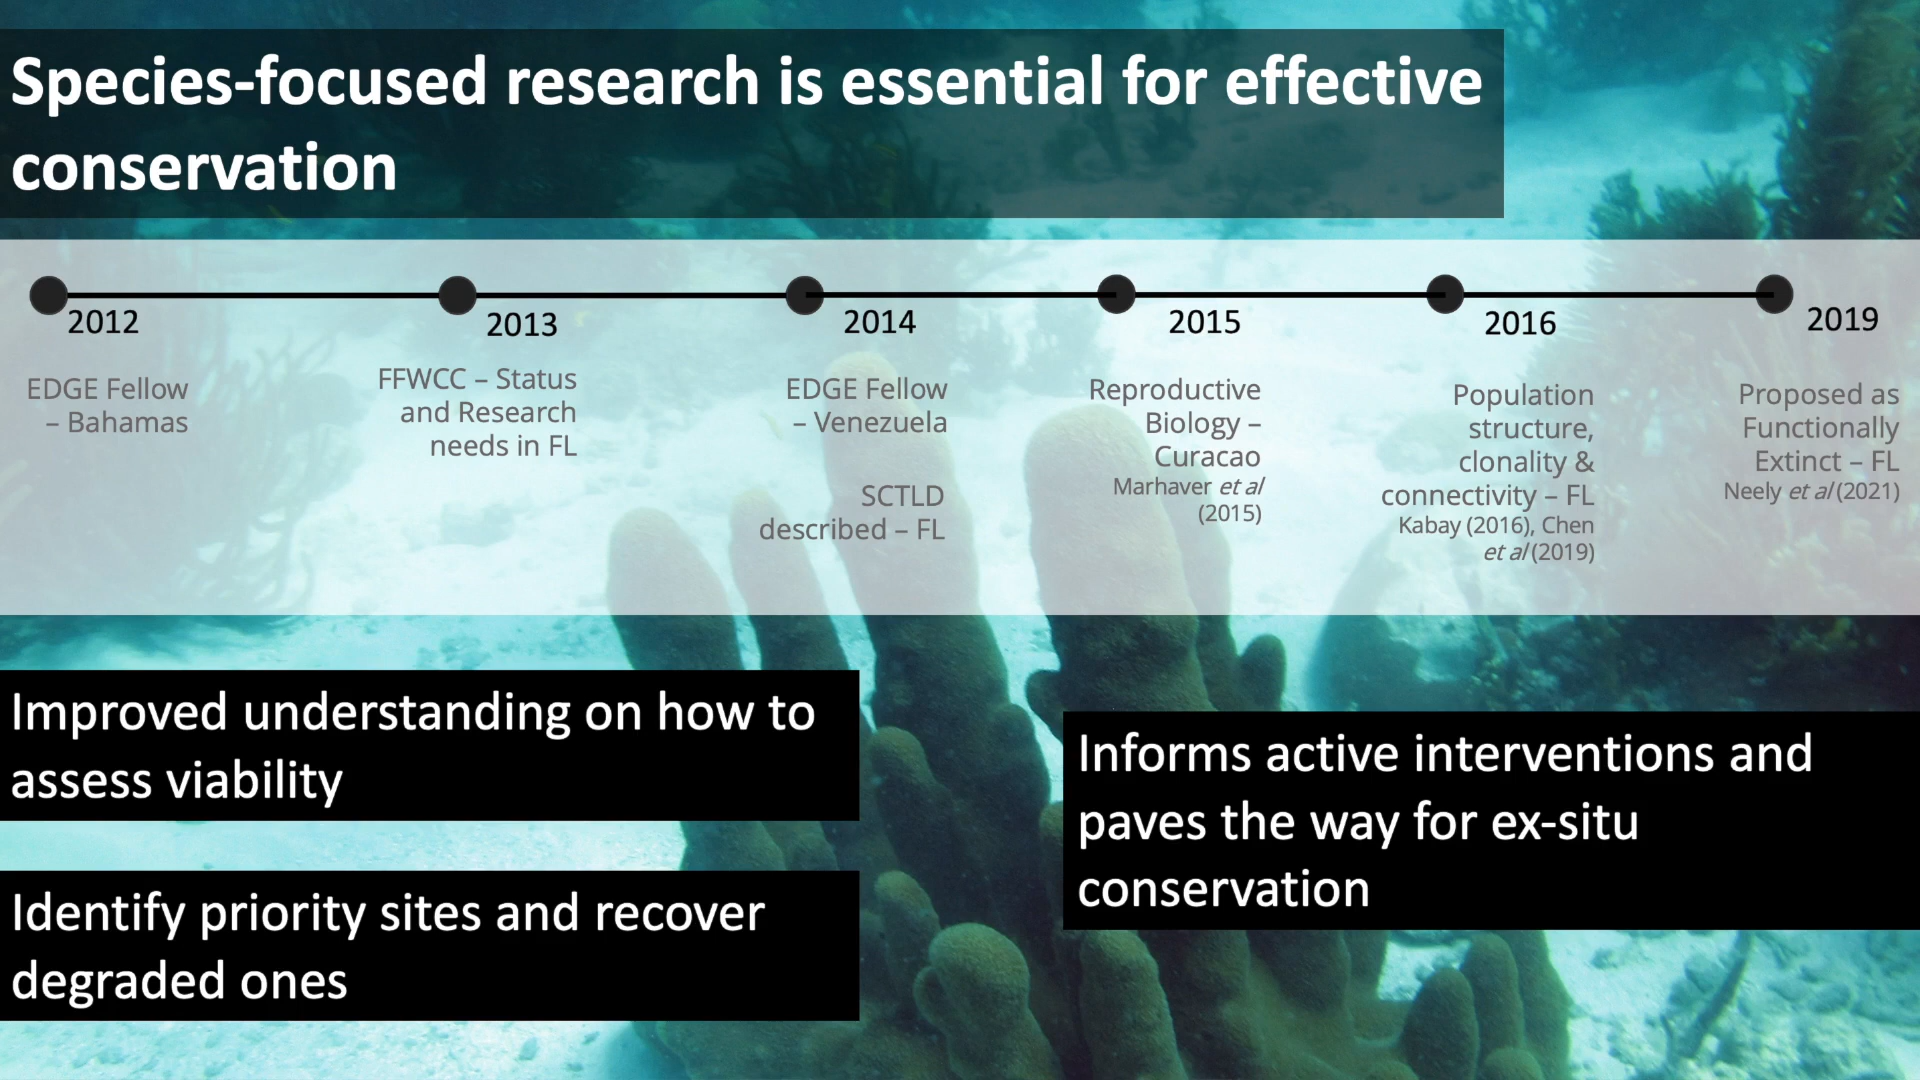 Species-focused research is essential for effective
conservation
2012
EDGE Fellow
– Bahamas
2013
FFWCC – Status
and Research
needs in FL
2014
EDGE Fellow
– Venezuela
SCTLD
described – FL
2015
Reproductive
Biology –
Curacao
Marhaver et al
(2015)
2016
Population
structure,
clonality &
connectivity – FL
Kabay (2016), Chen
et al (2019)
2019
Proposed as
Functionally
Extinct – FL
Neely et al (2021)
Improved understanding on how to
assess viability
Identify priority sites and recover
degraded ones
Informs active interventions and
paves the way for ex-situ
conservation